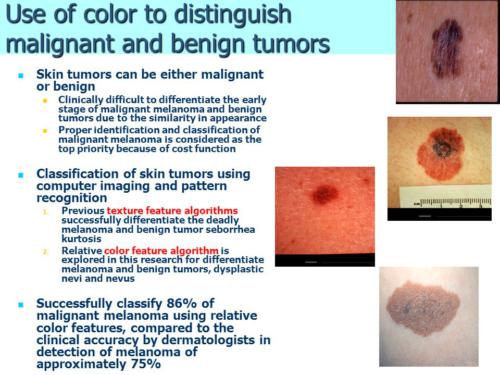 Use of color to distinguish
malignant and benign tumors
Skin tumors can be either malignant
or benign
Clinically difficult to differentiate the early
stage of malignant melanoma and benign
tumors due to the similarity in appearance
Proper identification and classification of
malignant melanoma is considered as the
top priority because of cost function
Classification of skin tumors using
computer imaging and pattern
recognition
1. Previous texture feature algorithms
successfully differentiate the deadly
melanoma and benign tumor seborrhea
kurtosis
2. Relative color feature algorithm is
explored in this research for differentiate
melanoma and benign tumors, dysplastic
nevi and nevus
Successfully classify 86% of
malignant melanoma using relative
color features, compared to the
clinical accuracy by dermatologists in
detection of melanoma of
approximately 75%